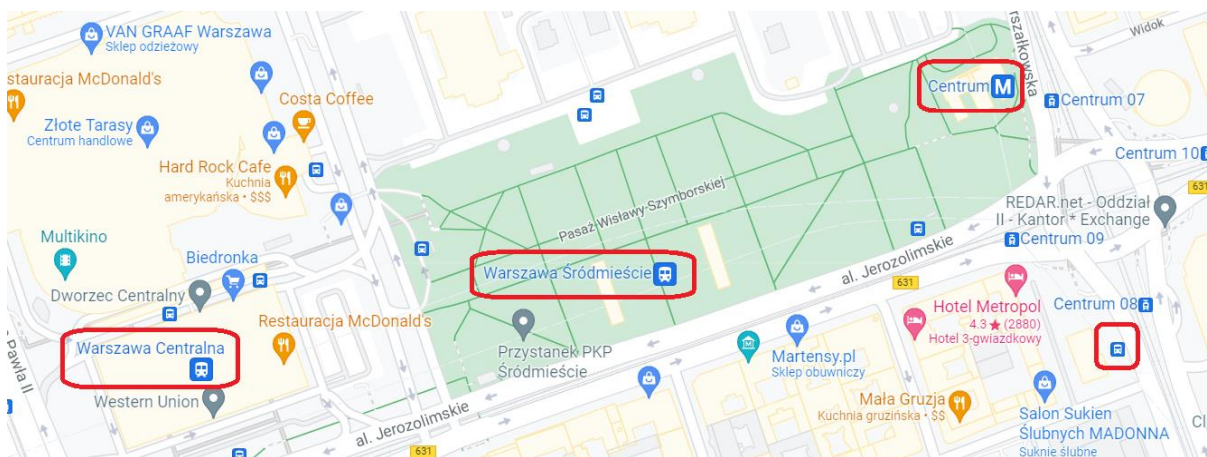 VAN GRAAF Warszawa
Sklep odzieżowy
stauracja McDonald's
Costa Coffee
Złote Tarasy
Centrum handlowe
Hard Rock Cafe
Kuchnia
amerykańska • $$$
Multikino
Biedronka
Dworzec Centralny
Restauracja McDonald's
Warszawa Centralna
Western Union
Pawła II
al. Jerozolimskie
631
Pasaż Wisławy-Szymborskiej
Warszawa Śródmieście
Przystanek PKP
Śródmieście
Martensy.pl
Sklep obuwniczy
Mała Gruzja
Kuchnia gruzińska • $$
al. Jerozolimskie
631
Centrum M
rszałkowska
Widok
Centrum 07
Centrum 10
631
REDAR.net - Oddział
II - Kantor * Exchange
Centrum 09
Hotel Metropol
4.3 ★ (2880)
Hotel 3-gwiazdkowy
Centrum 08
Salon Sukien
Ślubnych MADONNA
Suknie ślubne